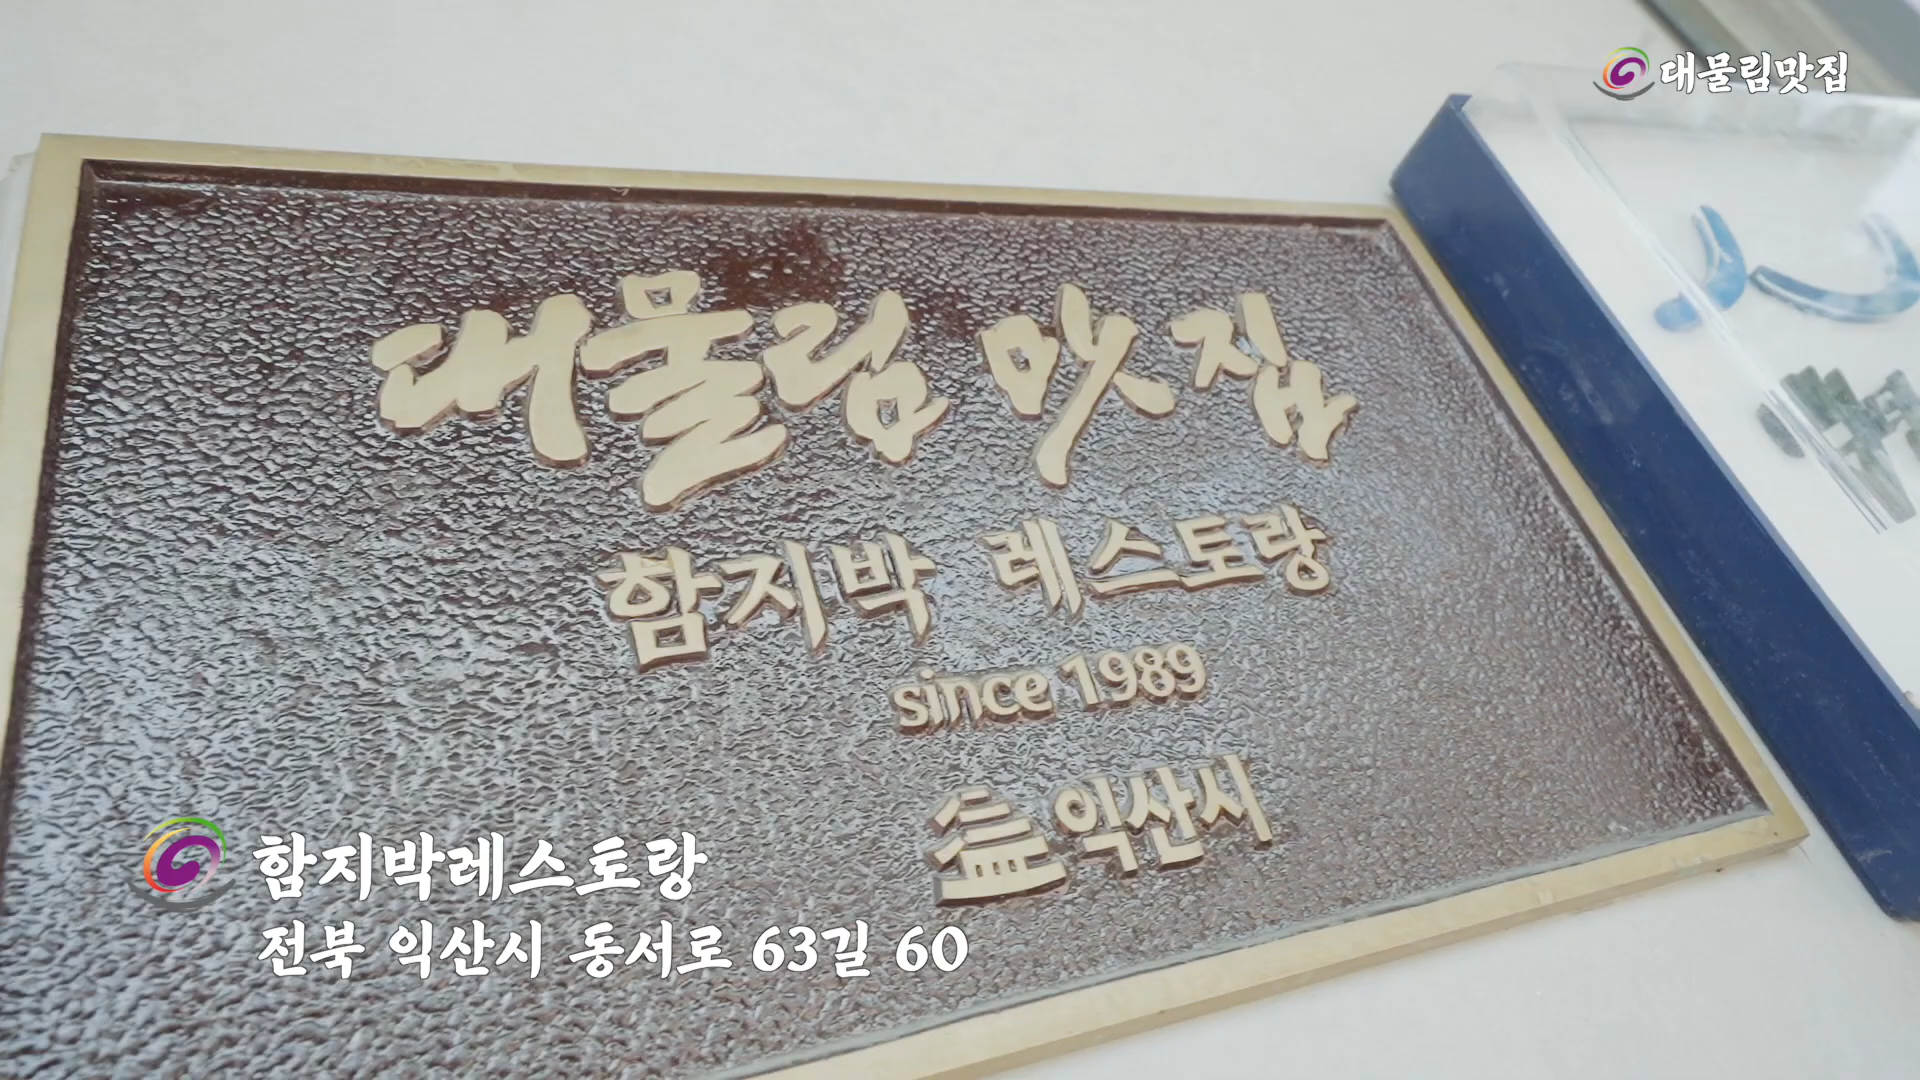 대물림맛집
대물림 맛집
함지박 레스토랑
since 1989
익산시
함지박레스토랑
전북 익산시 동서로 63길 60